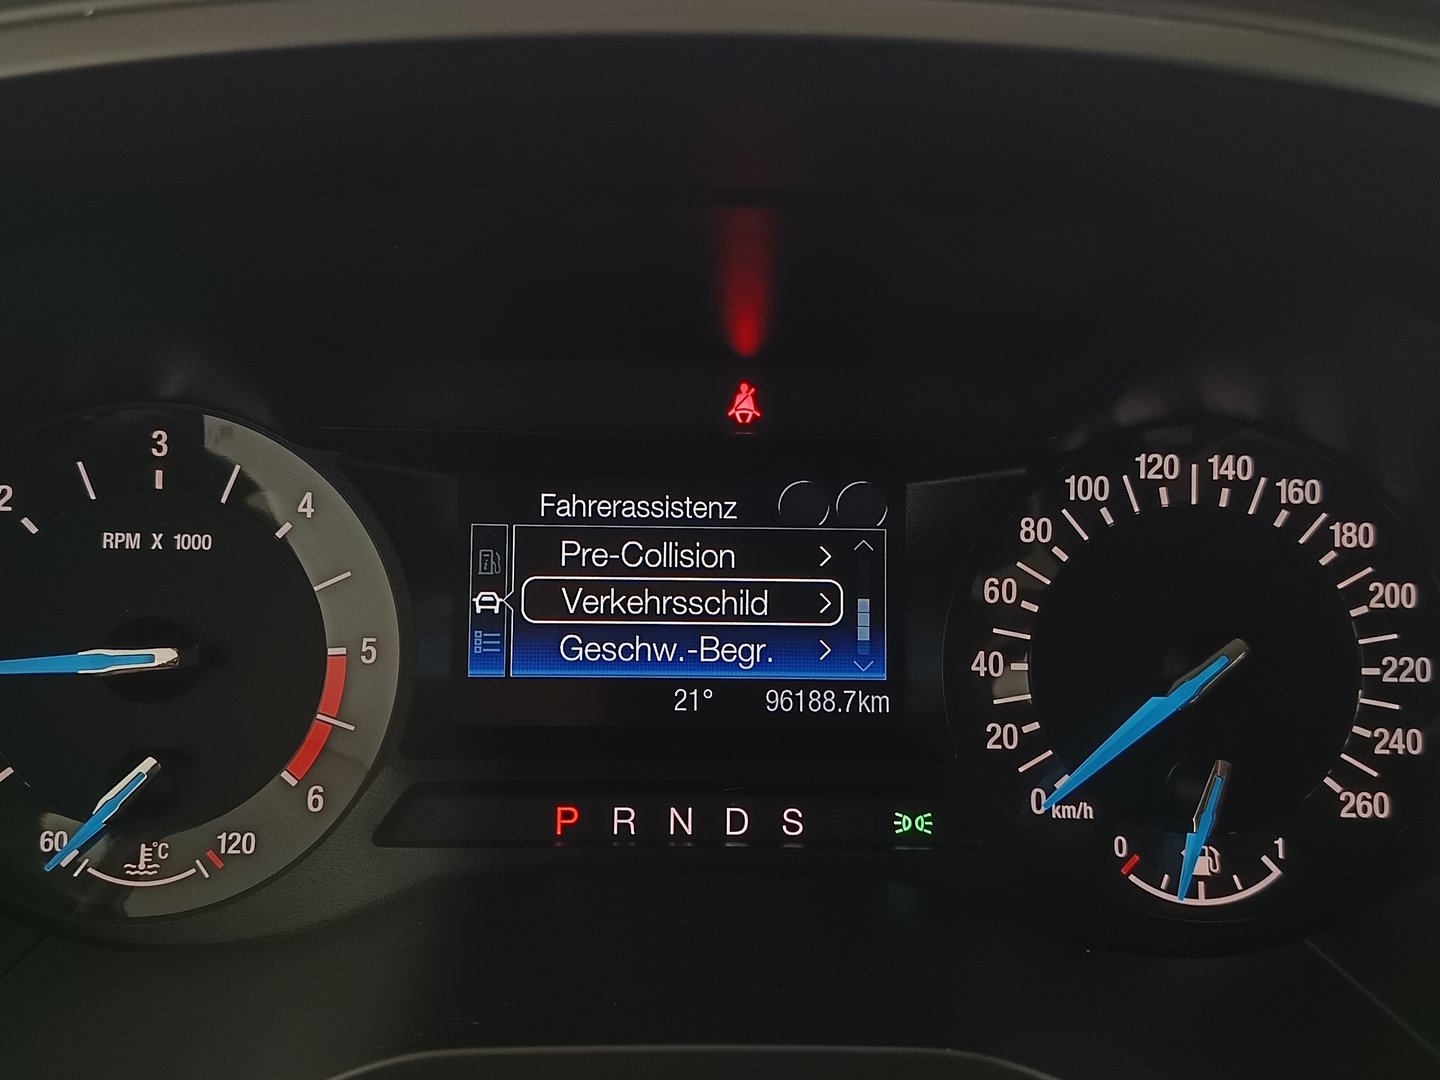 2
3
4
5
6
RPM X 1000
60
°C
120
Fahrerassistenz
Pre-Collision
Verkehrsschild
Geschw.-Begr.
21° 96188.7km
P R N D S
0
20
40
60
80
100
120
140
160
180
200
220
240
260
km/h
0
1